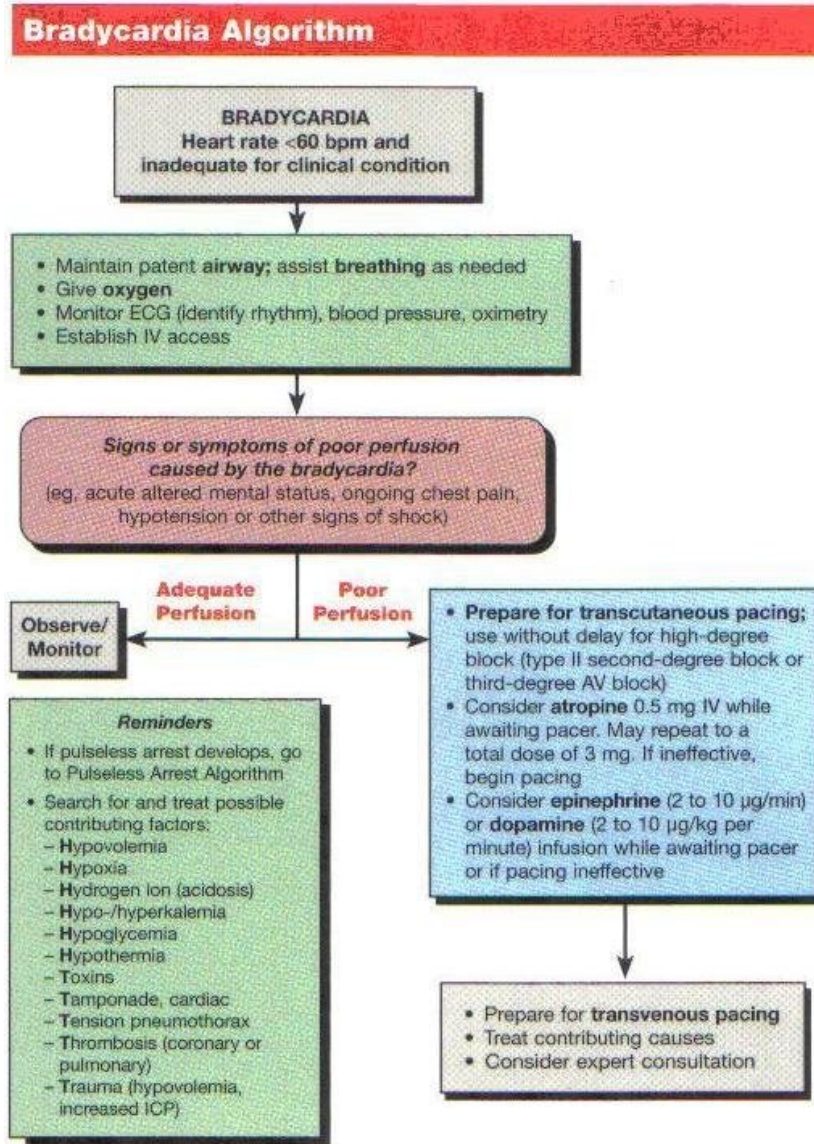 Bradycardia Algorithm
BRADYCARDIA
Heart rate <60 bpm and
inadequate for clinical condition
• Maintain patent airway; assist breathing as needed
• Give oxygen
• Monitor ECG (identify rhythm), blood pressure, oximetry
• Establish IV access
Signs or symptoms of poor perfusion
caused by the bradycardia?
(eg, acute altered mental status, ongoing chest pain,
hypotension or other signs of shock)
Adequate
Perfusion
Poor
Perfusion
Observe/
Monitor
• Prepare for transcutaneous pacing;
use without delay for high-degree
block (type II second-degree block or
third-degree AV block)
• Consider atropine 0.5 mg IV while
awaiting pacer. May repeat to a
total dose of 3 mg. If ineffective,
begin pacing
• Consider epinephrine (2 to 10 µg/min)
or dopamine (2 to 10 µg/kg per
minute) infusion while awaiting pacer
or if pacing ineffective
Reminders
• If pulseless arrest develops, go
to Pulseless Arrest Algorithm
• Search for and treat possible
contributing factors:
– Hypovolemia
– Hypoxia
– Hydrogen ion (acidosis)
– Hypo-/hyperkalemia
– Hypoglycemia
– Hypothermia
– Toxins
– Tamponade, cardiac
– Tension pneumothorax
– Thrombosis (coronary or
pulmonary)
– Trauma (hypovolemia,
increased ICP)
• Prepare for transvenous pacing
• Treat contributing causes
• Consider expert consultation